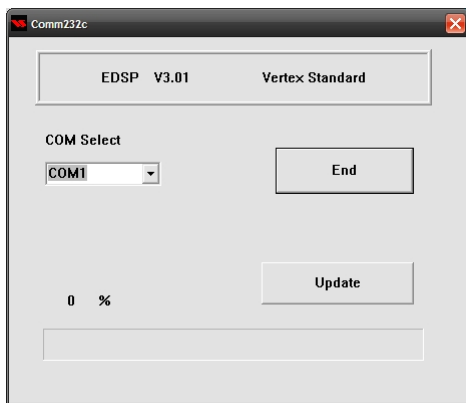 Comm232c
EDSP V3.01 Vertex Standard
COM Select
COM1
End
Update
0 %